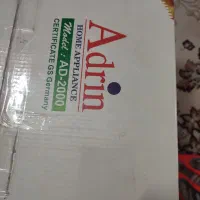 Adrin
HOME APPLIANCE
Model : AD-2000
CERTIFICATE GS Germany